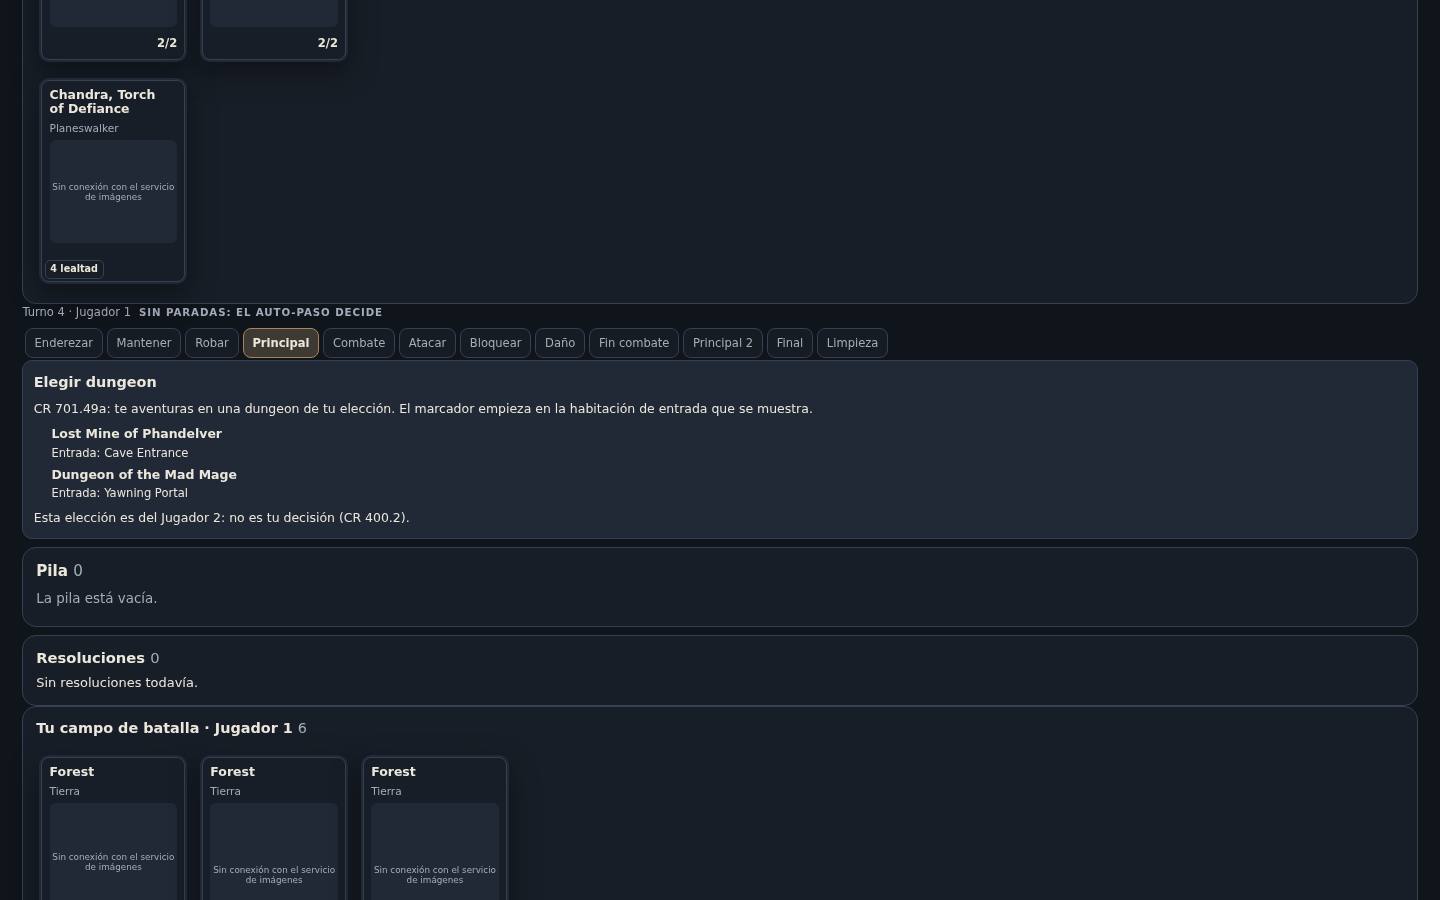 2/2
2/2
Chandra, Torch
of Defiance
Planeswalker
Sin conexión con el servicio
de imágenes
4 lealtad
Turno 4 · Jugador 1 SIN PARADAS: EL AUTO-PASO DECIDE
Enderezar Mantener Robar Principal Combate Atacar Bloquear Daño Fin combate Principal 2 Final Limpieza
Elegir dungeon
CR 701.49a: te aventuras en una dungeon de tu elección. El marcador empieza en la habitación de entrada que se muestra.
Lost Mine of Phandelver
Entrada: Cave Entrance
Dungeon of the Mad Mage
Entrada: Yawning Portal
Esta elección es del Jugador 2: no es tu decisión (CR 400.2).
Pila 0
La pila está vacía.
Resoluciones 0
Sin resoluciones todavía.
Tu campo de batalla · Jugador 1 6
Forest
Tierra
Sin conexión con el servicio
de imágenes
Forest
Tierra
Sin conexión con el servicio
de imágenes
Forest
Tierra
Sin conexión con el servicio
de imágenes